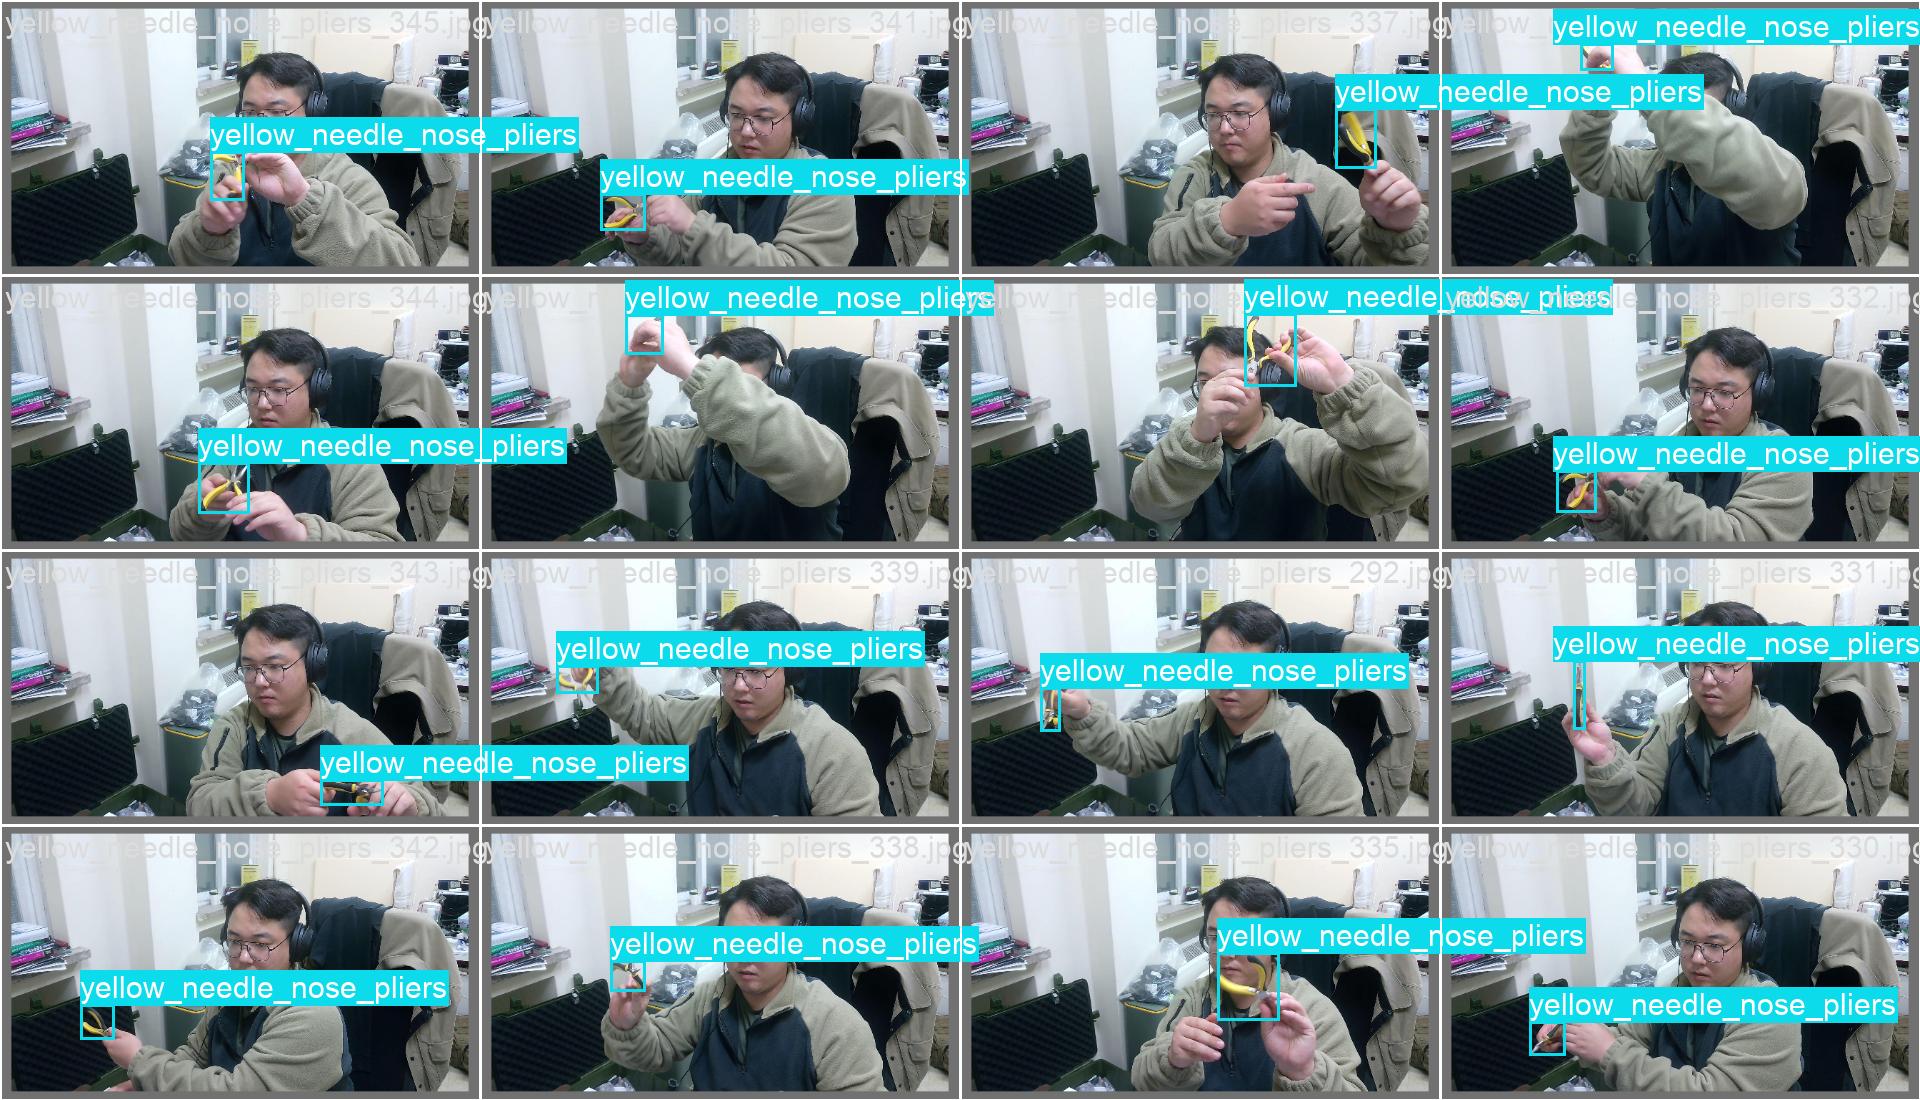 yellow_needle_nose_pliers_345.jpg
yellow_needle_nose_pliers_341.jpg
yellow_needle_nose_pliers_337.jpg
yellow_needle_nose_pliers
yellow_needle_nose_pliers
yellow_needle_nose_pliers
yellow_needle_nose_pliers
yellow_needle_nose_pliers_344.jpg
yellow_needle_nose_pliers
yellow_needle_nose_pliers
yellow_needle_nose_pliers_332.jpg
yellow_needle_nose_pliers
yellow_needle_nose_pliers
yellow_needle_nose_pliers_343.jpg
yellow_needle_nose_pliers_339.jpg
yellow_needle_nose_pliers_292.jpg
yellow_needle_nose_pliers_331.jpg
yellow_needle_nose_pliers
yellow_needle_nose_pliers
yellow_needle_nose_pliers
yellow_needle_nose_pliers
yellow_needle_nose_pliers_342.jpg
yellow_needle_nose_pliers_338.jpg
yellow_needle_nose_pliers_335.jpg
yellow_needle_nose_pliers_330.jpg
yellow_needle_nose_pliers
yellow_needle_nose_pliers
yellow_needle_nose_pliers
yellow_needle_nose_pliers